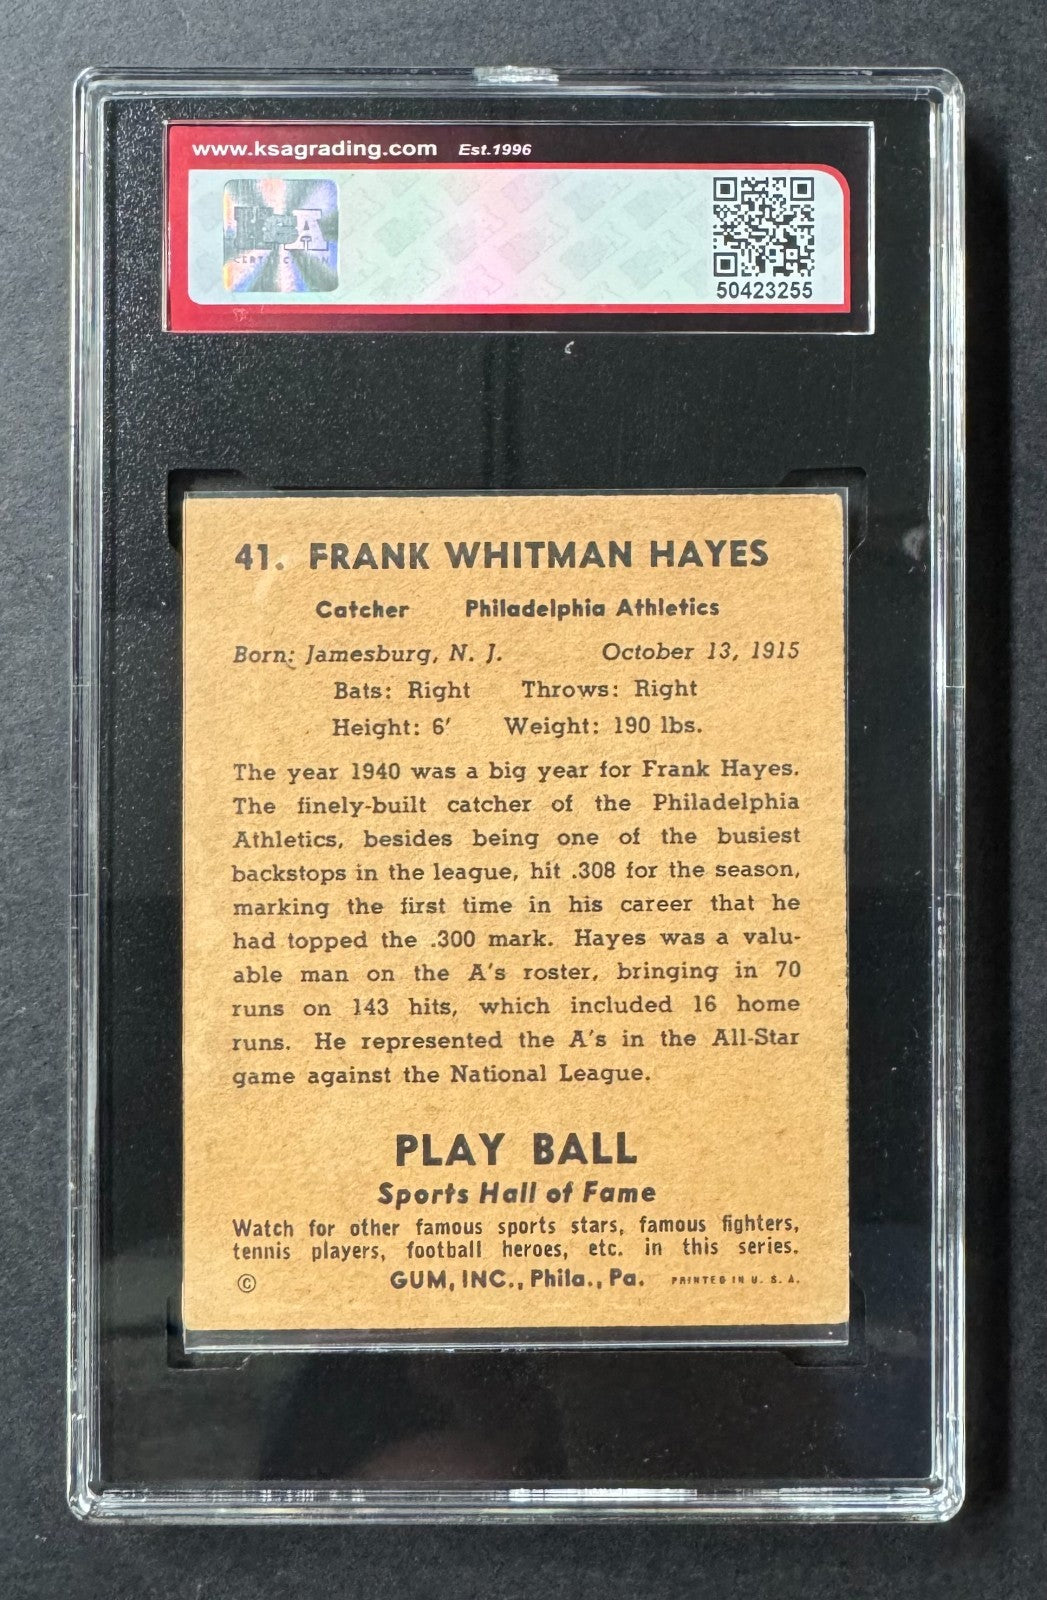 www.ksagrading.com Est.1996
KSA
CERTIFICATION
50423255
41. FRANK WHITMAN HAYES
Catcher Philadelphia Athletics
Born: Jamesburg, N. J. October 13, 1915
Bats: Right Throws: Right
Height: 6' Weight: 190 lbs.
The year 1940 was a big year for Frank Hayes.
The finely-built catcher of the Philadelphia
Athletics, besides being one of the busiest
backstops in the league, hit .308 for the season,
marking the first time in his career that he
had topped the .300 mark. Hayes was a valu-
able man on the A's roster, bringing in 70
runs on 143 hits, which included 16 home
runs. He represented the A's in the All-Star
game against the National League.
PLAY BALL
Sports Hall of Fame
Watch for other famous sports stars, famous fighters,
tennis players, football heroes, etc. in this series.
© GUM, INC., Phila., Pa. PRINTED IN U. S. A.